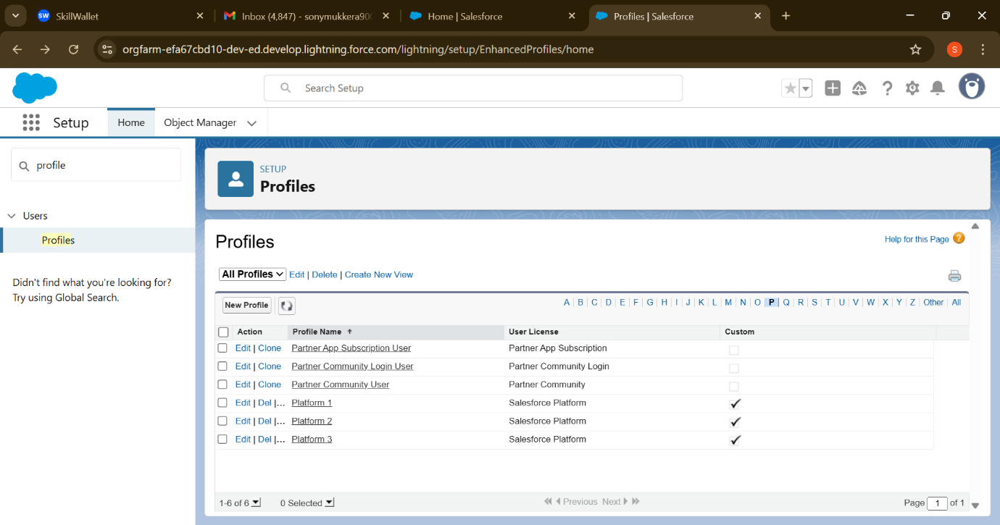 SW SkillWallet
Inbox (4,847) - sonymukkera900
Home | Salesforce
Profiles | Salesforce
orgfarm-efa67cbd10-dev-ed.develop.lightning.force.com/lightning/setup/EnhancedProfiles/home
S
Search Setup
Setup Home Object Manager
profile
Users
Profiles
Didn't find what you're looking for?
Try using Global Search.
SETUP
Profiles
Profiles
Help for this Page ?
All Profiles Edit | Delete | Create New View
New Profile
A | B | C | D | E | F | G | H | I | J | K | L | M | N | O | P | Q | R | S | T | U | V | W | X | Y | Z | Other | All
Action Profile Name ↑ User License Custom
Edit | Clone Partner App Subscription User Partner App Subscription
Edit | Clone Partner Community Login User Partner Community Login
Edit | Clone Partner Community User Partner Community
Edit | Del |... Platform 1 Salesforce Platform ✓
Edit | Del |... Platform 2 Salesforce Platform ✓
Edit | Del |... Platform 3 Salesforce Platform ✓
1-6 of 6 0 Selected Previous Next Page 1 of 1